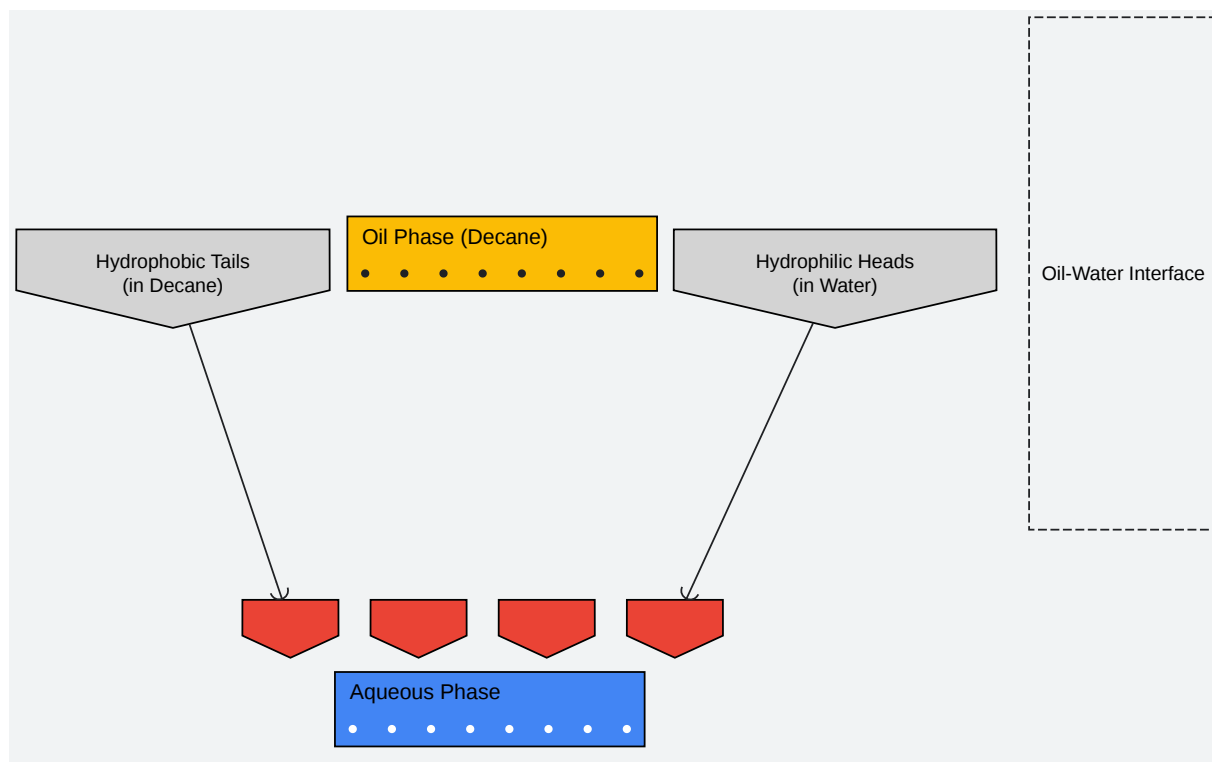 Oil Phase (Decane)
Hydrophobic Tails
(in Decane)
Hydrophilic Heads
(in Water)
Oil-Water Interface
Aqueous Phase